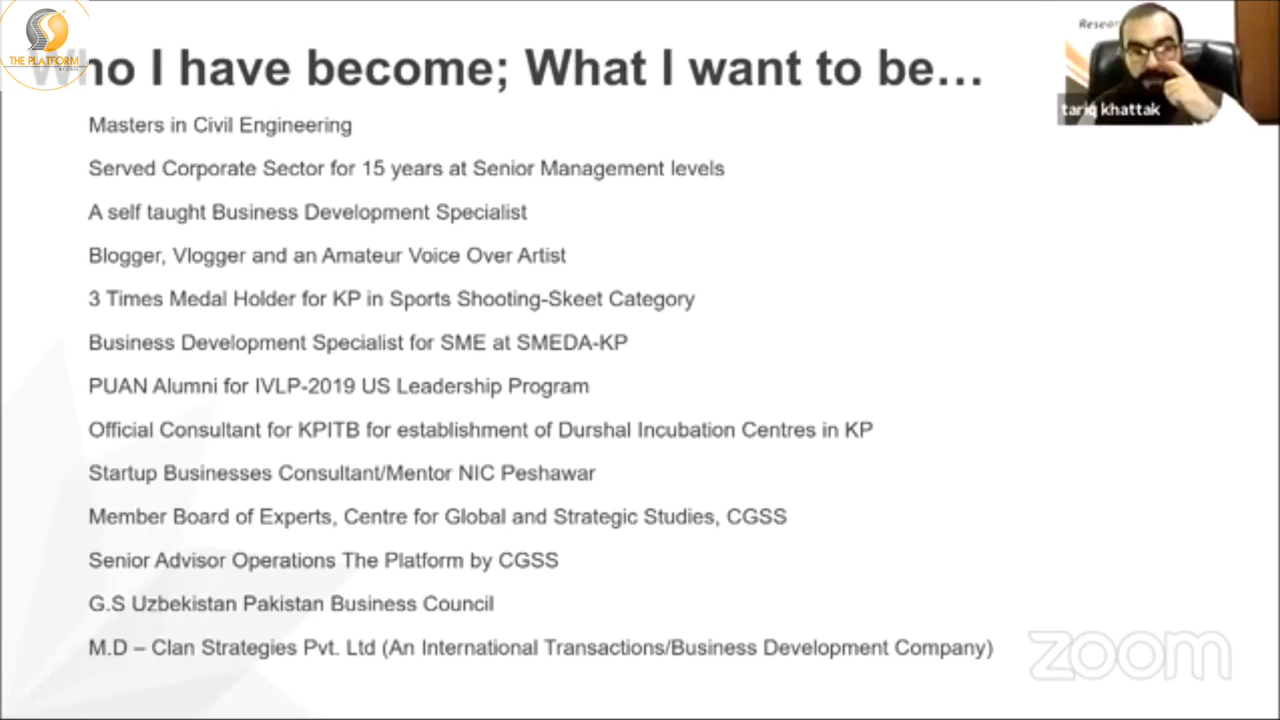 THE PLATFORM
BY CGSS
Who I have become; What I want to be...
Resea
tariq khattak
Masters in Civil Engineering
Served Corporate Sector for 15 years at Senior Management levels
A self taught Business Development Specialist
Blogger, Vlogger and an Amateur Voice Over Artist
3 Times Medal Holder for KP in Sports Shooting-Skeet Category
Business Development Specialist for SME at SMEDA-KP
PUAN Alumni for IVLP-2019 US Leadership Program
Official Consultant for KPITB for establishment of Durshal Incubation Centres in KP
Startup Businesses Consultant/Mentor NIC Peshawar
Member Board of Experts, Centre for Global and Strategic Studies, CGSS
Senior Advisor Operations The Platform by CGSS
G.S Uzbekistan Pakistan Business Council
M.D – Clan Strategies Pvt. Ltd (An International Transactions/Business Development Company)
zoom